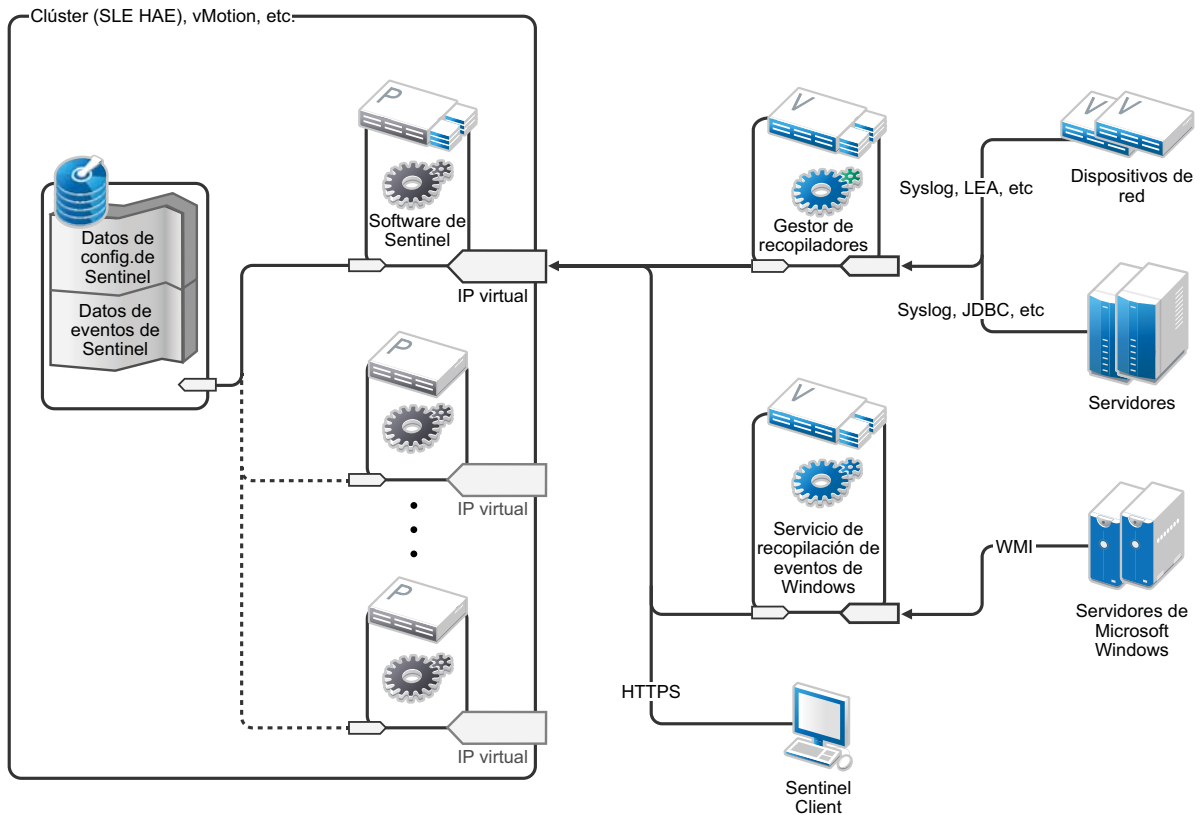 Clúster (SLE HAE), vMotion, etc.
P
Software de
Sentinel
IP virtual
Datos de
config.de
Sentinel
Datos de
eventos de
Sentinel
P
IP virtual
P
IP virtual
V
Gestor de
recopiladores
Syslog, LEA, etc
V
V
Dispositivos de
red
Syslog, JDBC, etc
Servidores
V
Servicio de
recopilación de
eventos de
Windows
WMI
Servidores de
Microsoft
Windows
HTTPS
Sentinel
Client